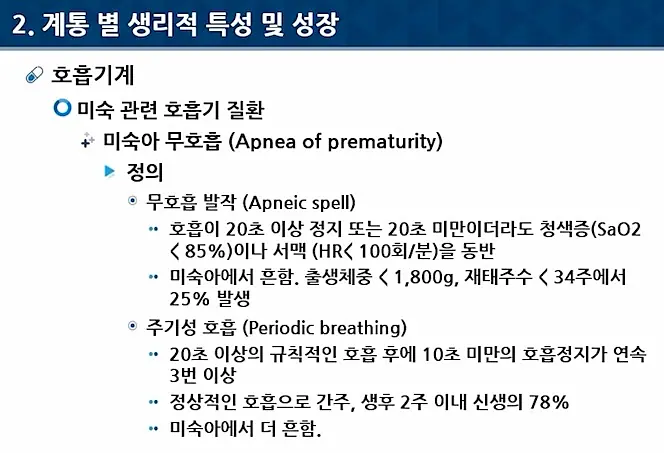 2. 계통 별 생리적 특성 및 성장
호흡기계
미숙 관련 호흡기 질환
미숙아 무호흡 (Apnea of prematurity)
정의
무호흡 발작 (Apneic spell)
호흡이 20초 이상 정지 또는 20초 미만이더라도 청색증(SaO2
< 85%)이나 서맥 (HR< 100회/분)을 동반
미숙아에서 흔함. 출생체중 < 1,800g, 재태주수 < 34주에서
25% 발생
주기성 호흡 (Periodic breathing)
20초 이상의 규칙적인 호흡 후에 10초 미만의 호흡정지가 연속
3번 이상
정상적인 호흡으로 간주, 생후 2주 이내 신생의 78%
미숙아에서 더 흔함.